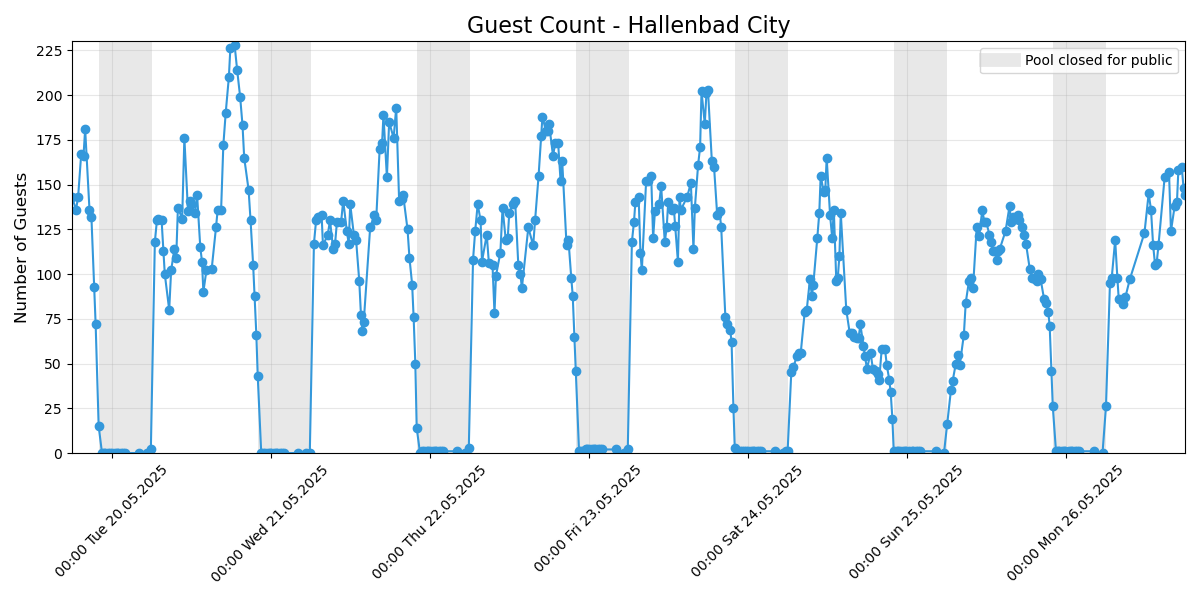 Guest Count - Hallenbad City
Pool closed for public
Number of Guests
225
200
175
150
125
100
75
50
25
0
00:00 Tue 20.05.2025
00:00 Wed 21.05.2025
00:00 Thu 22.05.2025
00:00 Fri 23.05.2025
00:00 Sat 24.05.2025
00:00 Sun 25.05.2025
00:00 Mon 26.05.2025